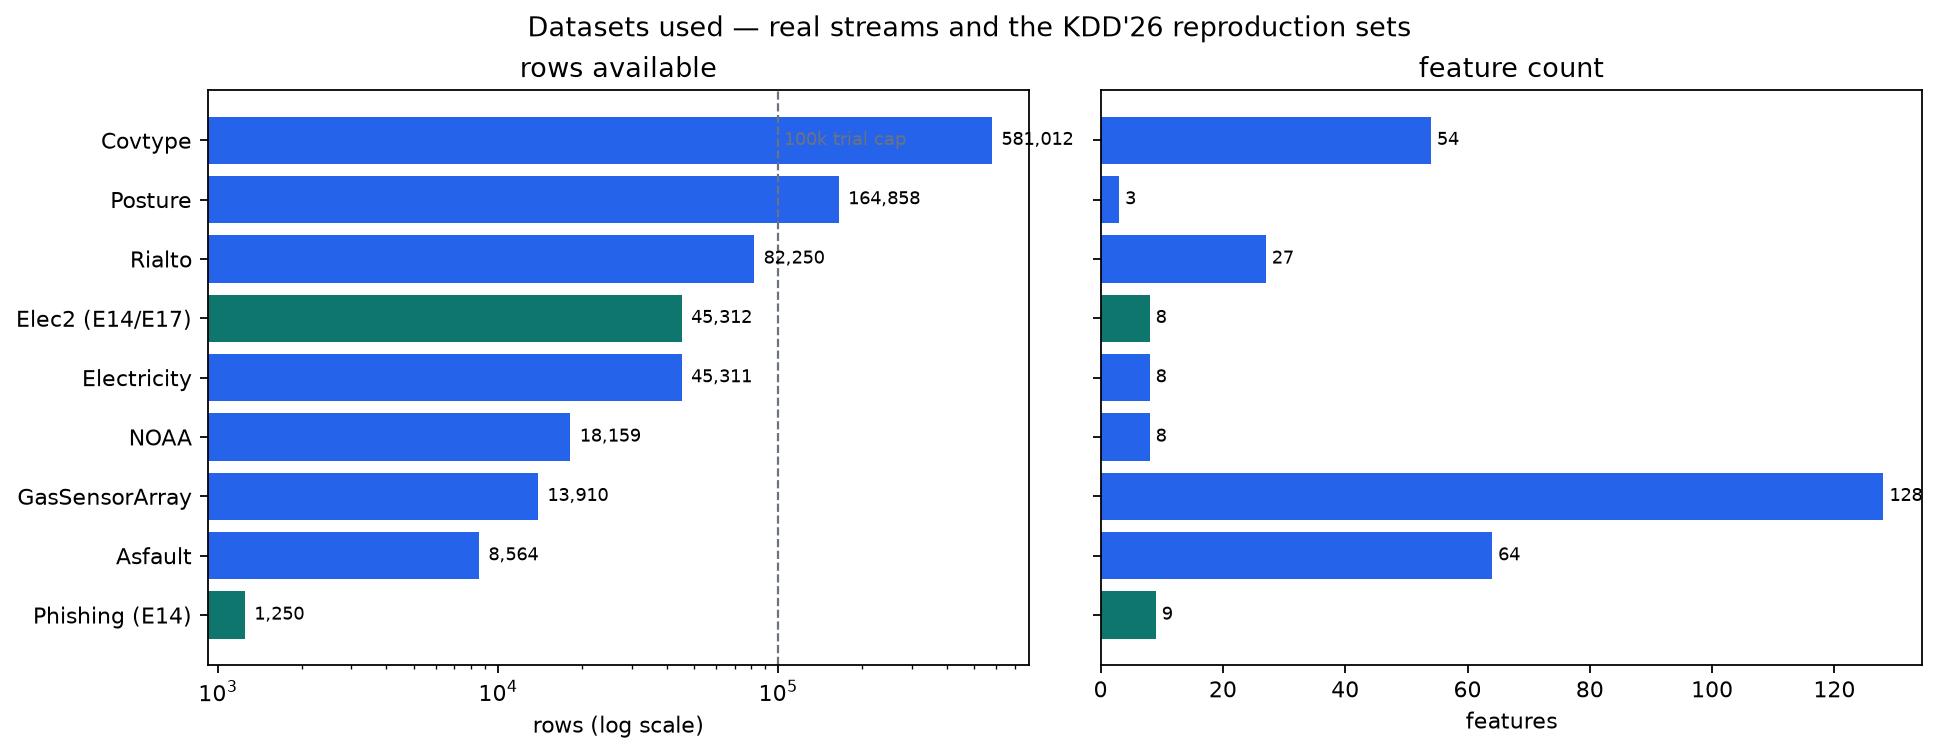 Datasets used — real streams and the KDD'26 reproduction sets
rows available
Covtype
100k trial cap
581,012
Posture
164,858
Rialto
82,250
Elec2 (E14/E17)
45,312
Electricity
45,311
NOAA
18,159
GasSensorArray
13,910
Asfault
8,564
Phishing (E14)
1,250
10³ 10⁴ 10⁵
rows (log scale)
feature count
54
3
27
8
8
8
128
64
9
0 20 40 60 80 100 120
features